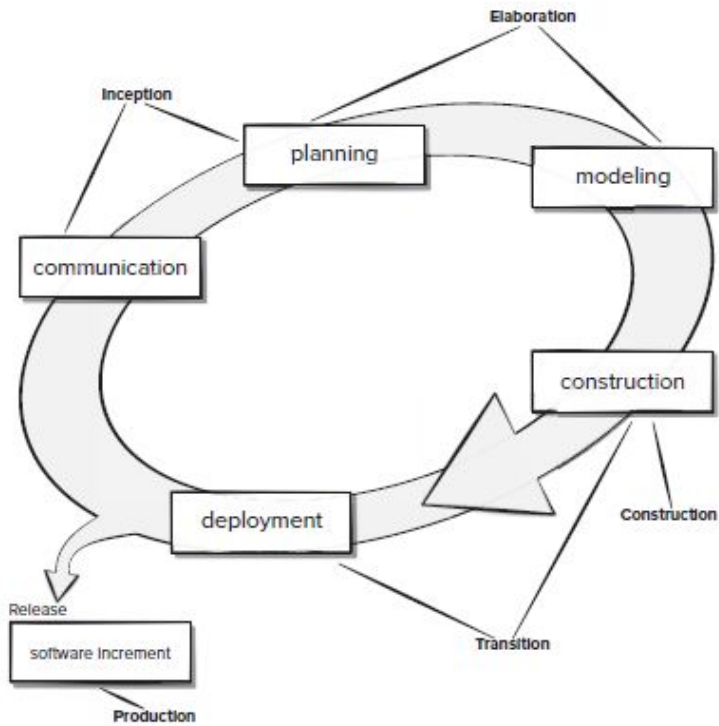 Elaboration
Inception
planning
modeling
communication
construction
deployment
Construction
Release
software increment
Transition
Production